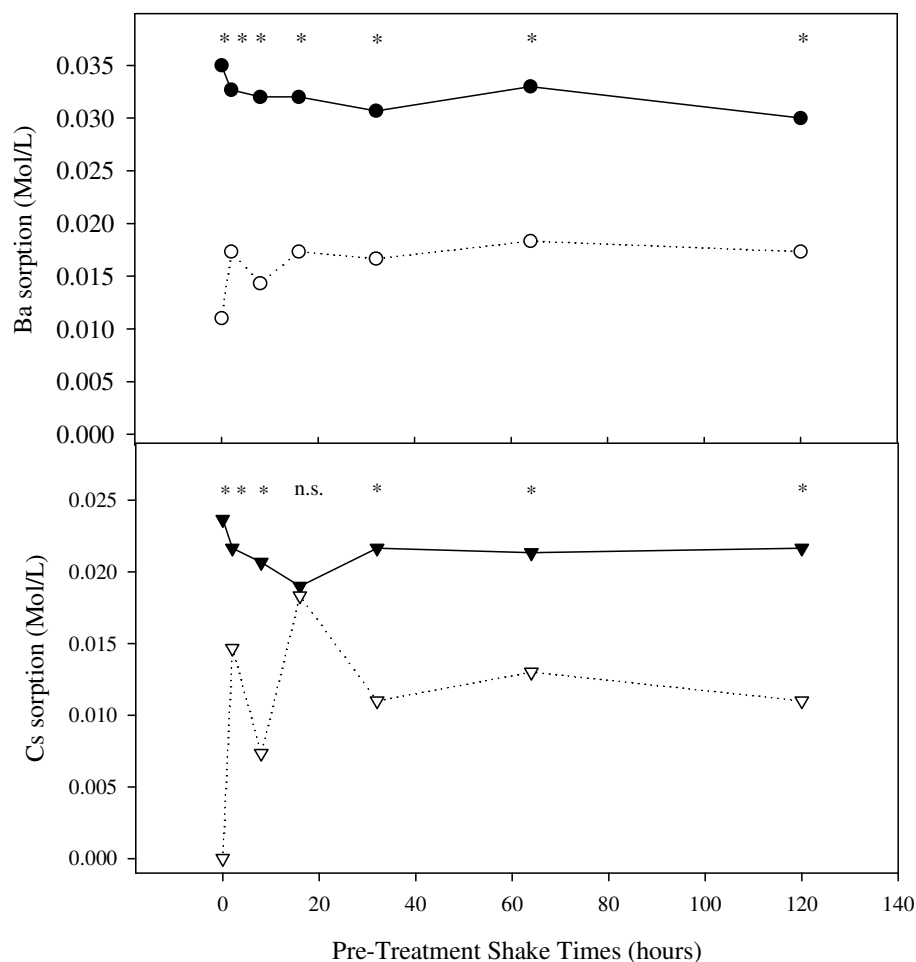 * * * * * * *
0.035
0.030
0.025
0.020
0.015
0.010
0.005
0.000
Ba sorption (Mol/L)
* * * n.s. * * *
0.025
0.020
0.015
0.010
0.005
0.000
Cs sorption (Mol/L)
0 20 40 60 80 100 120 140
Pre-Treatment Shake Times (hours)